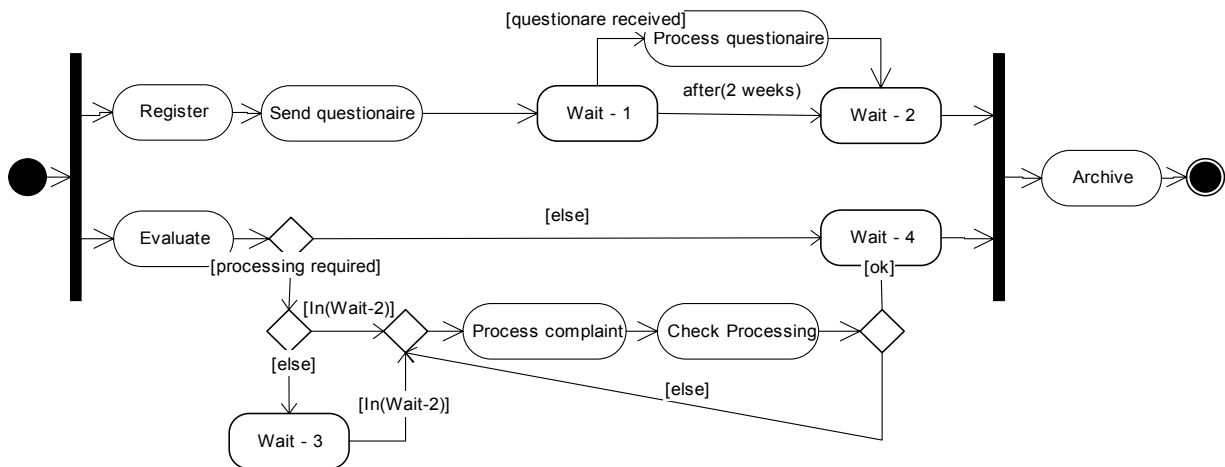 [questionare received]
Process questionaire
Register
Send questionaire
Wait - 1
after(2 weeks)
Wait - 2
Archive
Evaluate
[else]
Wait - 4
[processing required]
[ok]
[In(Wait-2)]
Process complaint
Check Processing
[else]
[else]
[In(Wait-2)]
Wait - 3